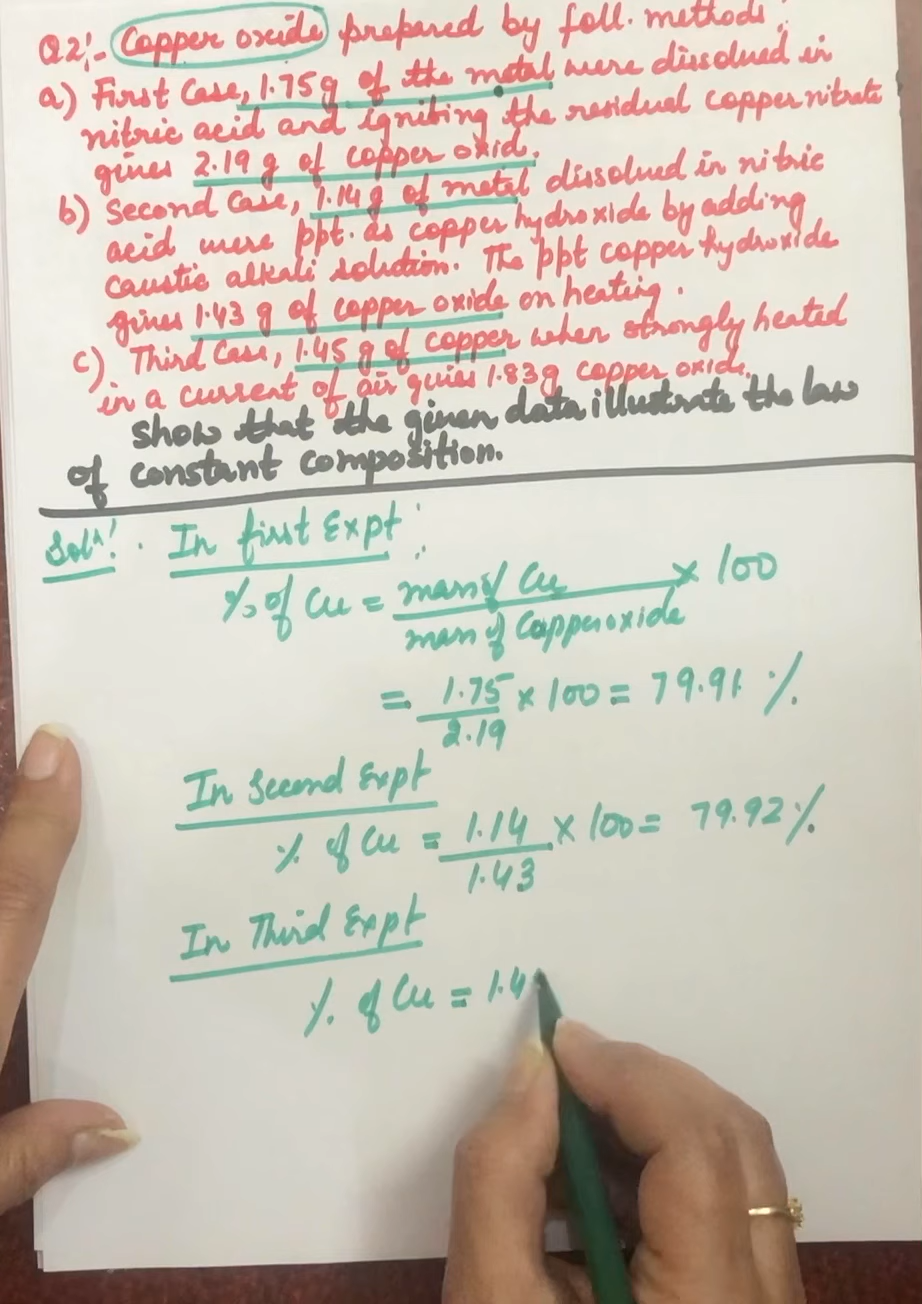 Q2:- Copper oxide prepared by foll. methods:
a) First Case, 1.75g of the metal were dissolved in
nitric acid and igniting the residual copper nitrate
gives 2.19 g of copper oxid.
b) Second Case, 1.14g of metal dissolved in nitric
acid were ppt. as copper hydroxide by adding
caustic alkali solution. The ppt copper hydroxide
gives 1.43 g of copper oxide on heating.
c) Third Case, 1.45 g of copper when strongly heated
in a current of air gives 1.83g copper oxide.
Show that the given data illustrate the law
of constant composition.
Soln:. In first Expt:
% of Cu = mass of Cu × 100
mass of Copper oxide
= 1.75 × 100 = 79.91 %
2.19
In Second Expt
% of Cu = 1.14 × 100 = 79.92%
1.43
In Third Expt
% of Cu = 1.4